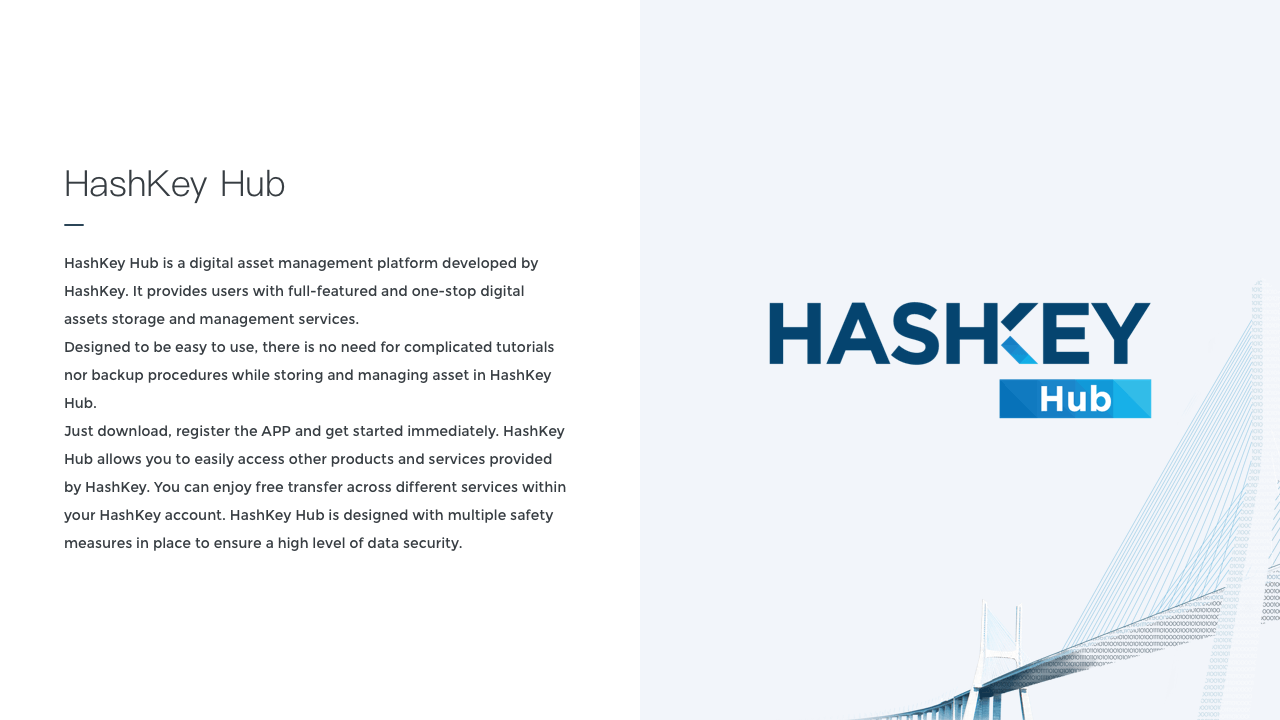 HashKey Hub
HashKey Hub is a digital asset management platform developed by
HashKey. It provides users with full-featured and one-stop digital
assets storage and management services.
Designed to be easy to use, there is no need for complicated tutorials
nor backup procedures while storing and managing asset in HashKey
Hub.
Just download, register the APP and get started immediately. HashKey
Hub allows you to easily access other products and services provided
by HashKey. You can enjoy free transfer across different services within
your HashKey account. HashKey Hub is designed with multiple safety
measures in place to ensure a high level of data security.
HASHKEY
Hub